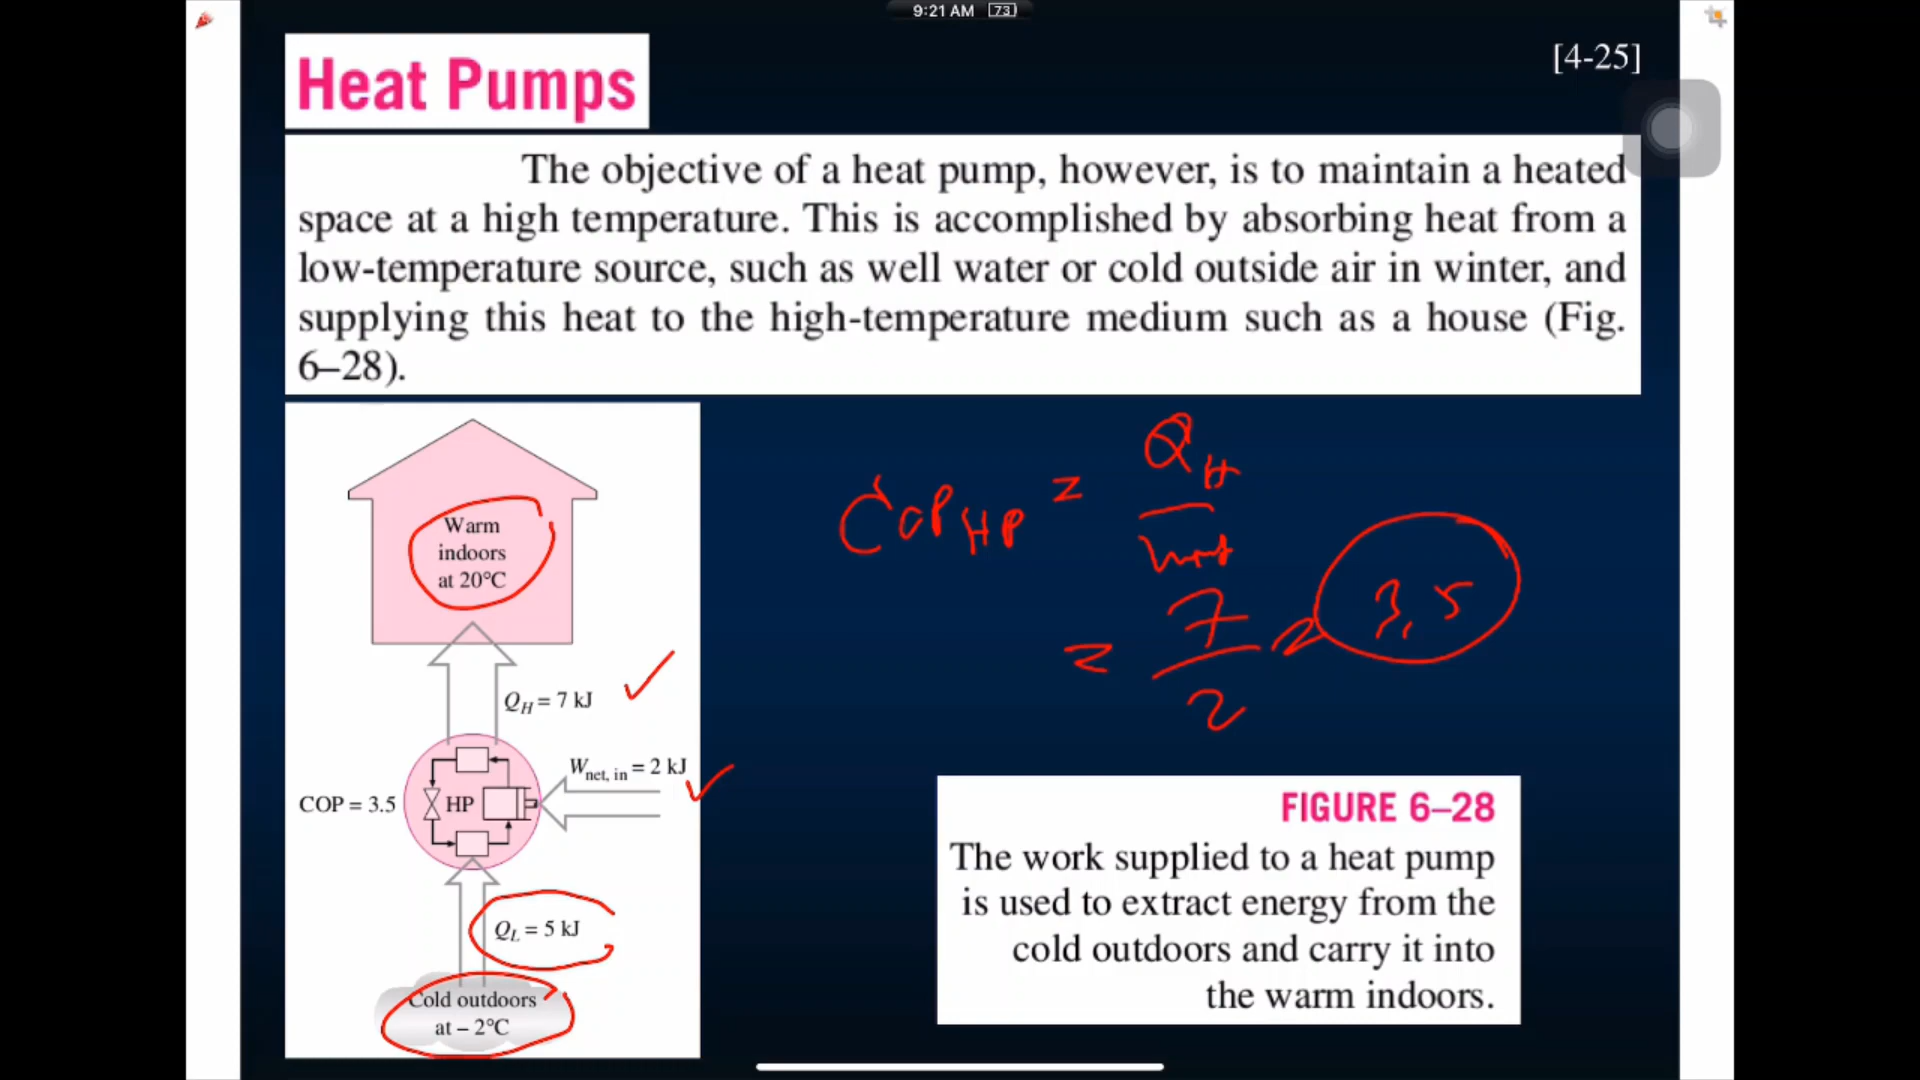 9:21 AM 73
Heat Pumps
[4-25]
The objective of a heat pump, however, is to maintain a heated
space at a high temperature. This is accomplished by absorbing heat from a
low-temperature source, such as well water or cold outside air in winter, and
supplying this heat to the high-temperature medium such as a house (Fig.
6–28).
Warm
indoors
at 20°C
Q_H = 7 kJ
W_net, in = 2 kJ
COP = 3.5
HP
Q_L = 5 kJ
Cold outdoors
at – 2°C
COP_HP = Q_H
= 7
2
3,5
FIGURE 6–28
The work supplied to a heat pump
is used to extract energy from the
cold outdoors and carry it into
the warm indoors.